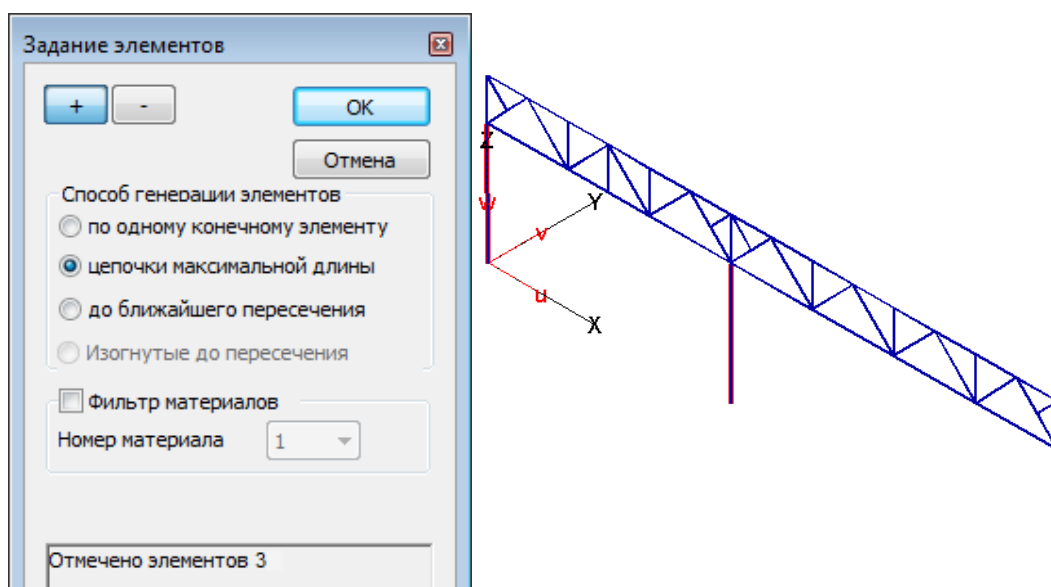 Задание элементов
+ -
OK
Отмена
Способ генерации элементов
по одному конечному элементу
цепочки максимальной длины
до ближайшего пересечения
Изогнутые до пересечения
Фильтр материалов
Номер материала 1
Отмечено элементов 3
Z
w
Y
v
u
X